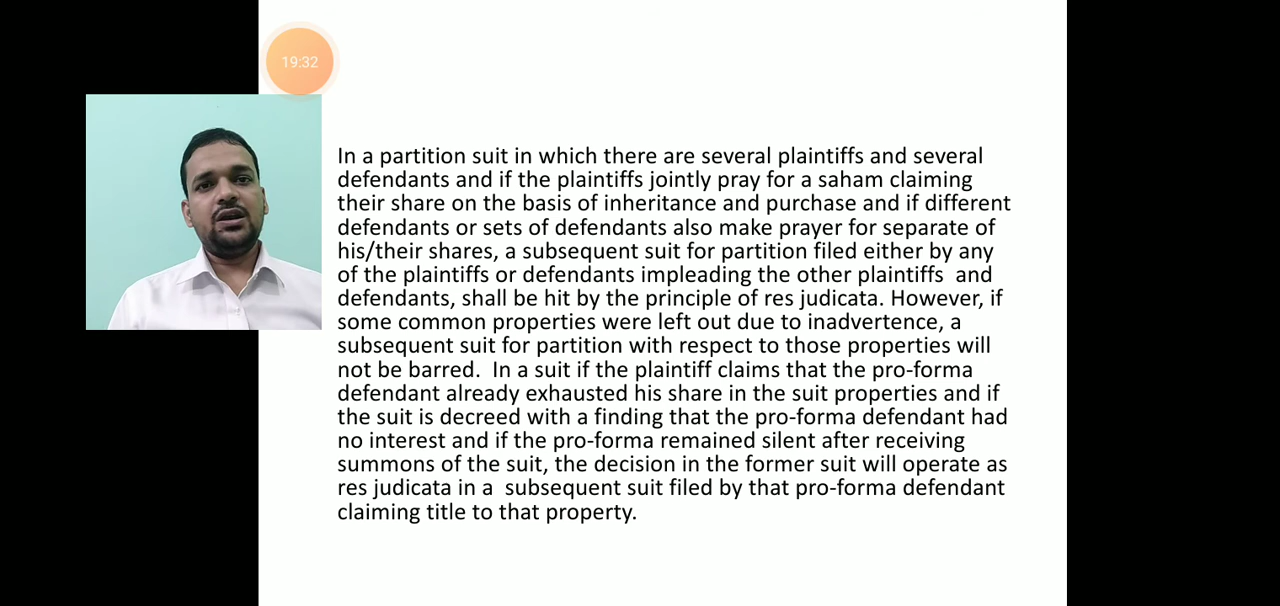 19:32
In a partition suit in which there are several plaintiffs and several
defendants and if the plaintiffs jointly pray for a saham claiming
their share on the basis of inheritance and purchase and if different
defendants or sets of defendants also make prayer for separate of
his/their shares, a subsequent suit for partition filed either by any
of the plaintiffs or defendants impleading the other plaintiffs  and
defendants, shall be hit by the principle of res judicata. However, if
some common properties were left out due to inadvertence, a
subsequent suit for partition with respect to those properties will
not be barred.  In a suit if the plaintiff claims that the pro-forma
defendant already exhausted his share in the suit properties and if
the suit is decreed with a finding that the pro-forma defendant had
no interest and if the pro-forma remained silent after receiving
summons of the suit, the decision in the former suit will operate as
res judicata in a  subsequent suit filed by that pro-forma defendant
claiming title to that property.